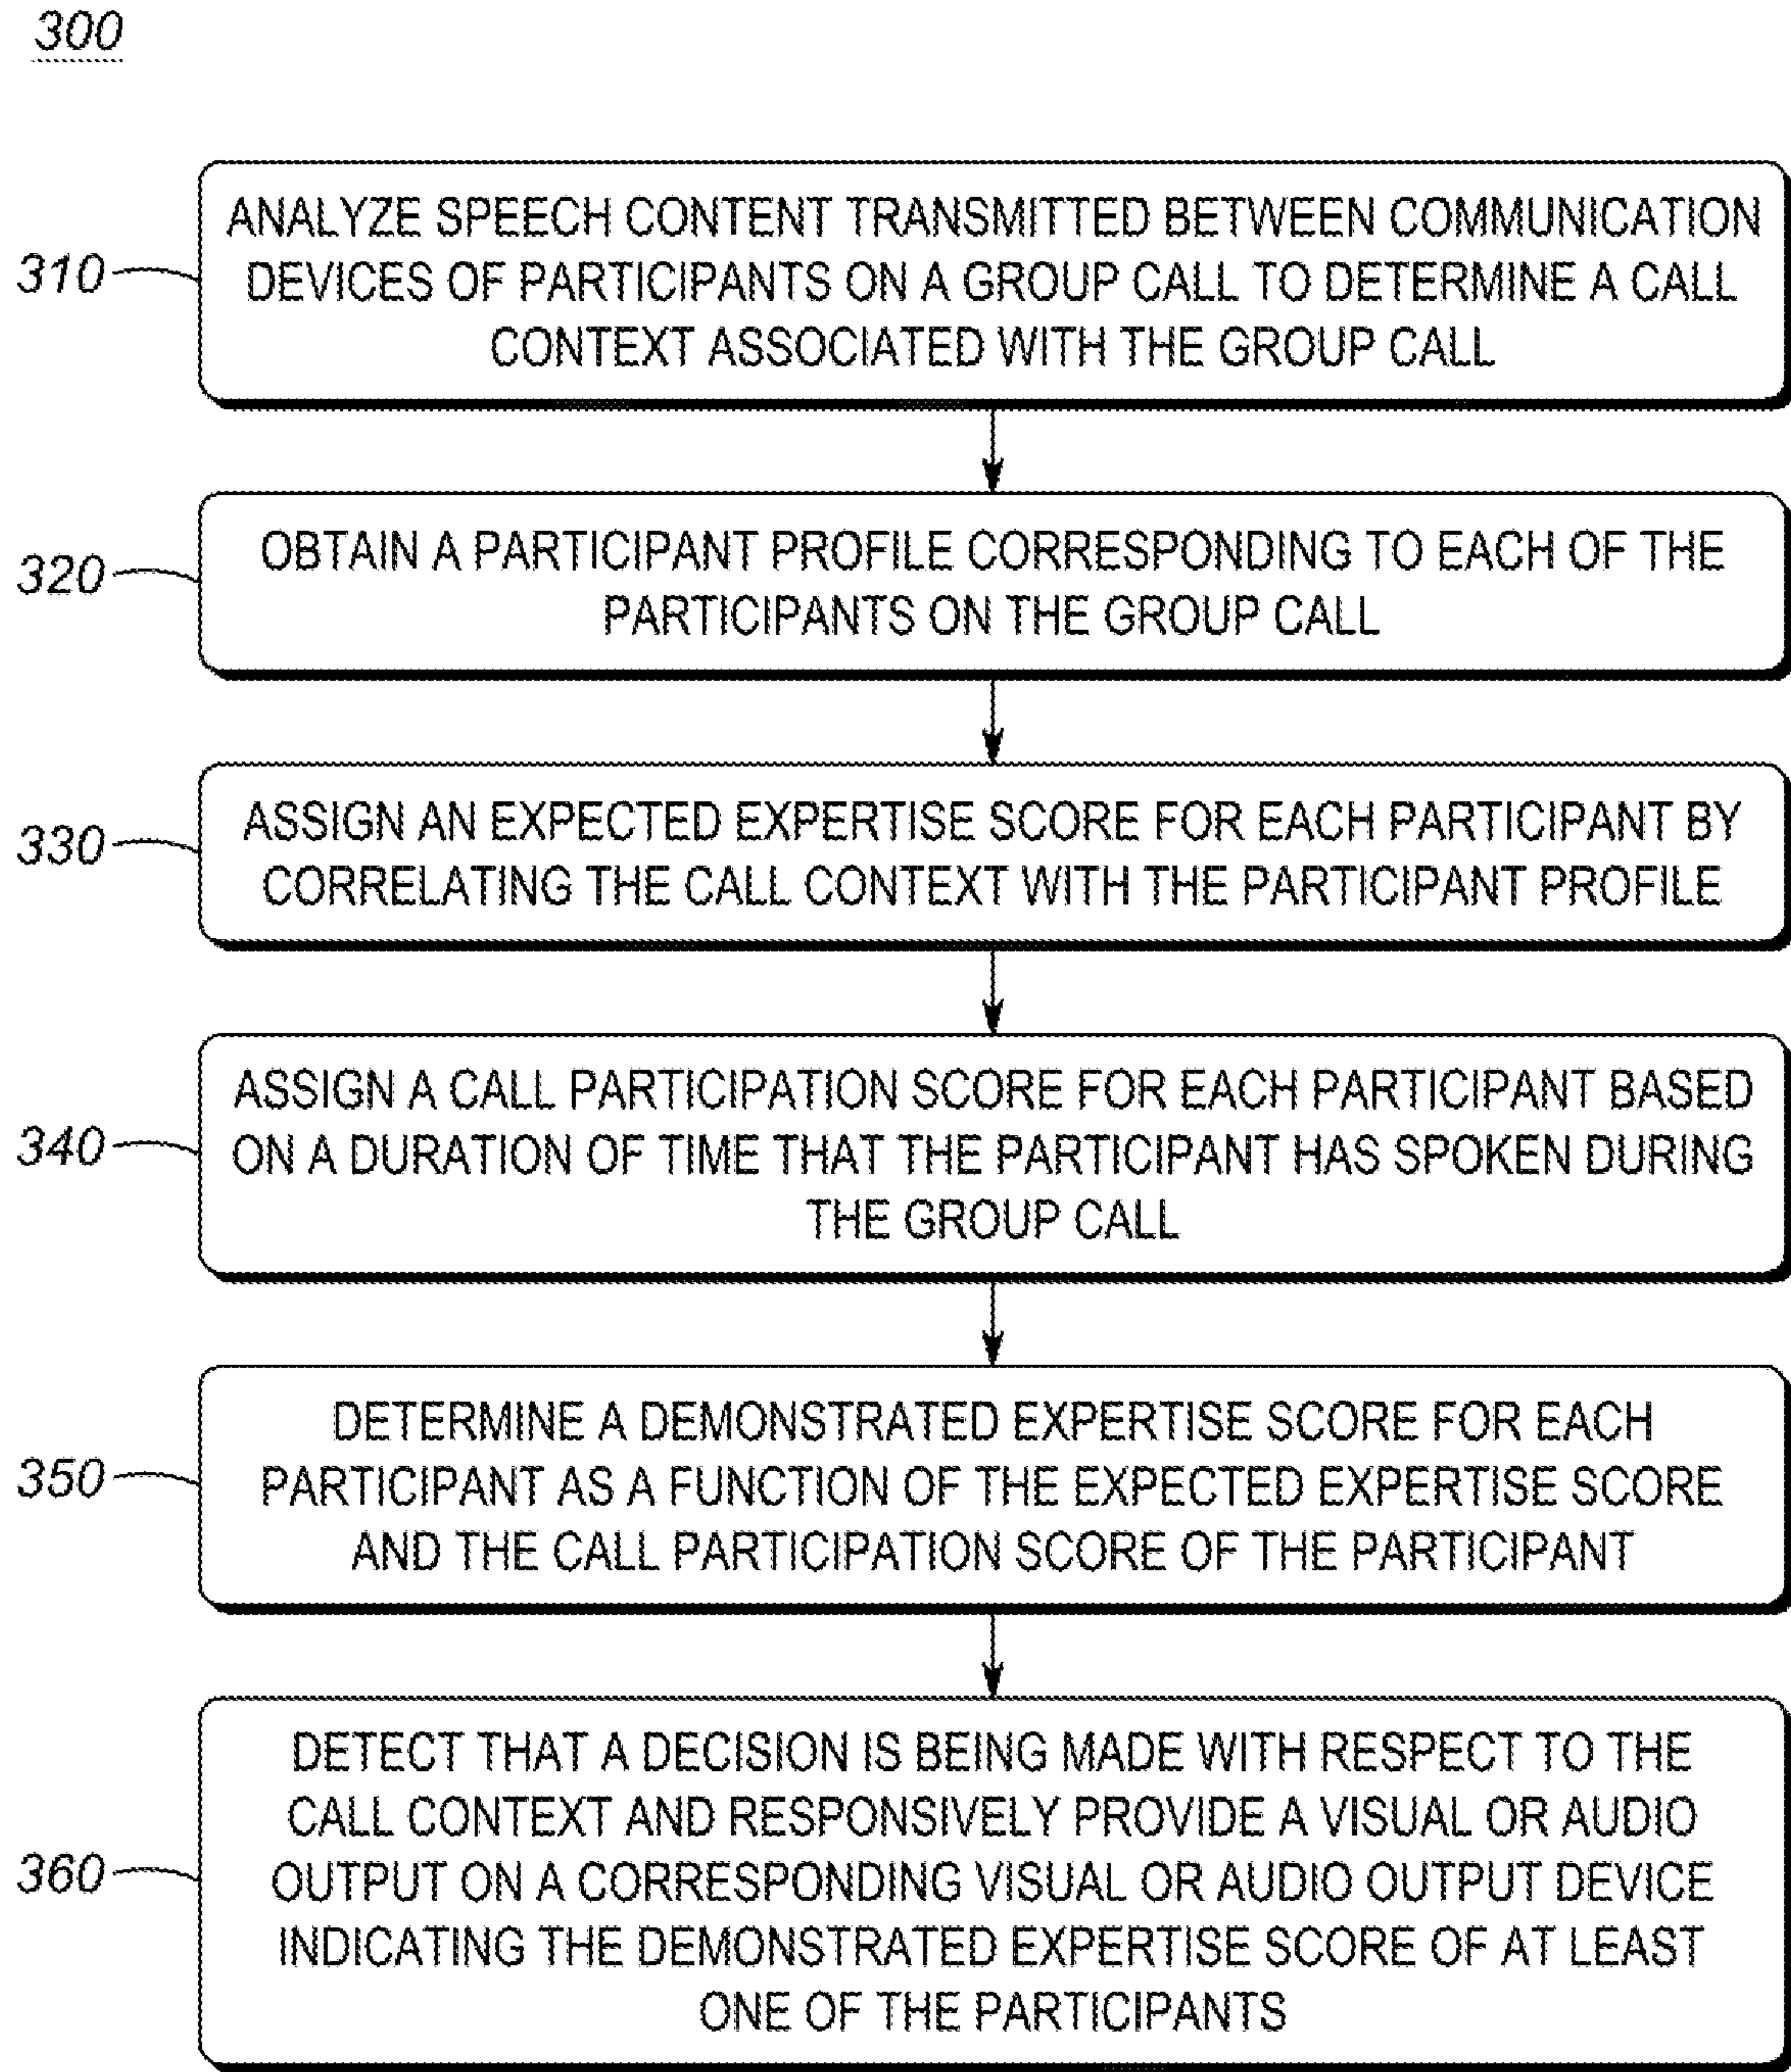 300
310
ANALYZE SPEECH CONTENT TRANSMITTED BETWEEN COMMUNICATION
DEVICES OF PARTICIPANTS ON A GROUP CALL TO DETERMINE A CALL
CONTEXT ASSOCIATED WITH THE GROUP CALL
320
OBTAIN A PARTICIPANT PROFILE CORRESPONDING TO EACH OF THE
PARTICIPANTS ON THE GROUP CALL
330
ASSIGN AN EXPECTED EXPERTISE SCORE FOR EACH PARTICIPANT BY
CORRELATING THE CALL CONTEXT WITH THE PARTICIPANT PROFILE
340
ASSIGN A CALL PARTICIPATION SCORE FOR EACH PARTICIPANT BASED
ON A DURATION OF TIME THAT THE PARTICIPANT HAS SPOKEN DURING
THE GROUP CALL
350
DETERMINE A DEMONSTRATED EXPERTISE SCORE FOR EACH
PARTICIPANT AS A FUNCTION OF THE EXPECTED EXPERTISE SCORE
AND THE CALL PARTICIPATION SCORE OF THE PARTICIPANT
360
DETECT THAT A DECISION IS BEING MADE WITH RESPECT TO THE
CALL CONTEXT AND RESPONSIVELY PROVIDE A VISUAL OR AUDIO
OUTPUT ON A CORRESPONDING VISUAL OR AUDIO OUTPUT DEVICE
INDICATING THE DEMONSTRATED EXPERTISE SCORE OF AT LEAST
ONE OF THE PARTICIPANTS